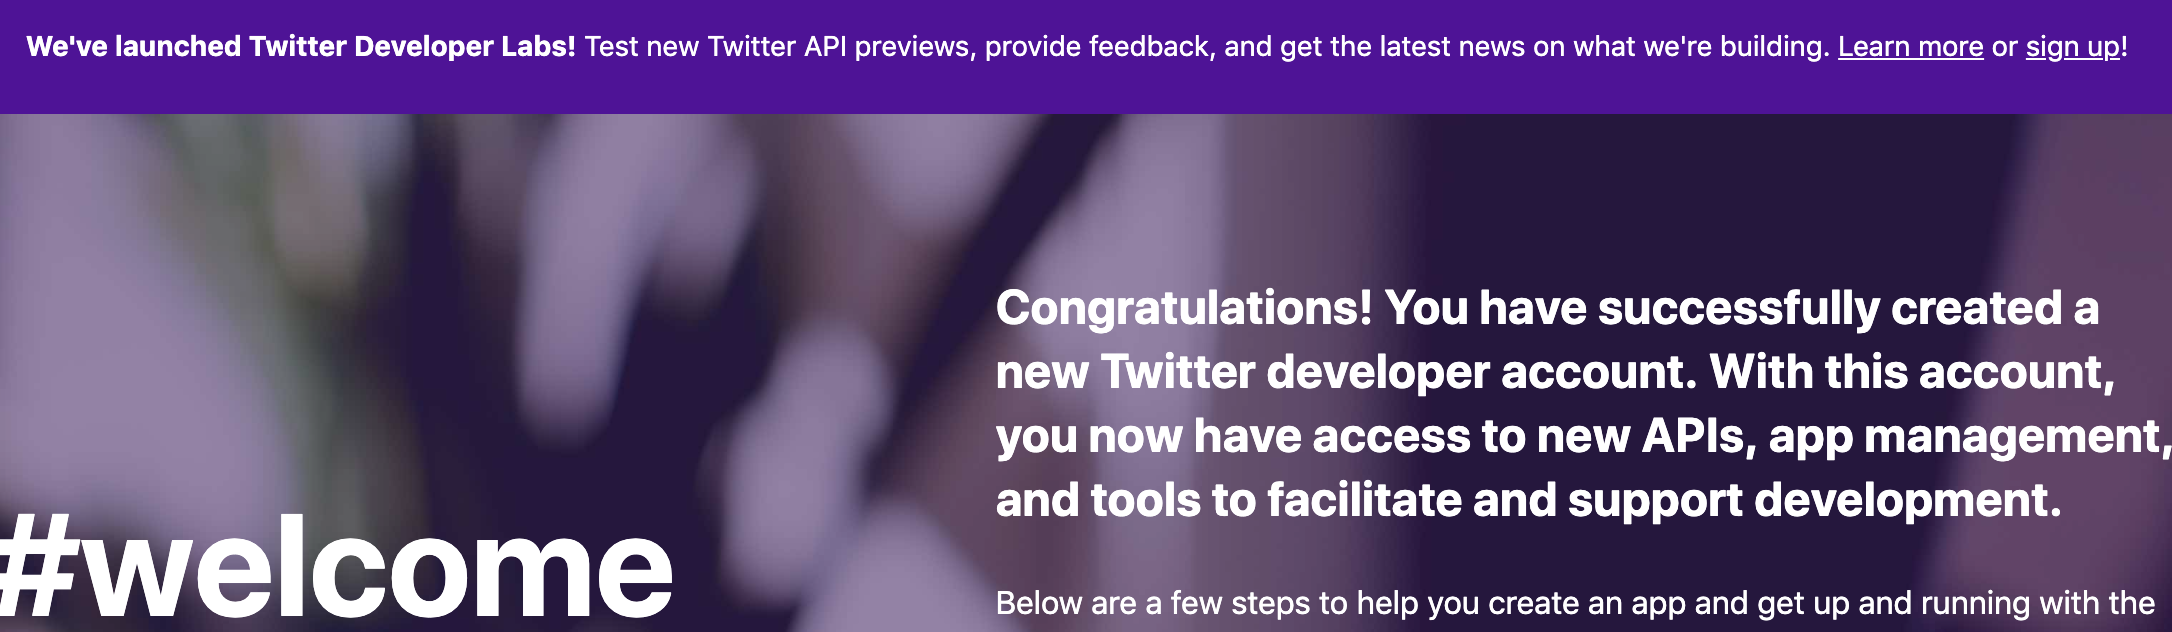 We've launched Twitter Developer Labs! Test new Twitter API previews, provide feedback, and get the latest news on what we're building. Learn more or sign up!
#welcome
Congratulations! You have successfully created a
new Twitter developer account. With this account,
you now have access to new APIs, app management,
and tools to facilitate and support development.
Below are a few steps to help you create an app and get up and running with the